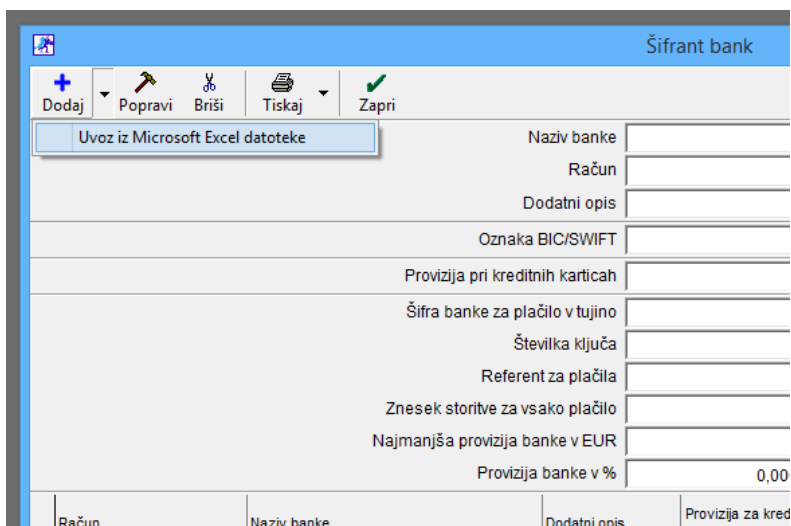 Šifrant bank
Dodaj Popravi Briši Tiskaj Zapri
Uvoz iz Microsoft Excel datoteke
Naziv banke
Račun
Dodatni opis
Oznaka BIC/SWIFT
Provizija pri kreditnih karticah
Šifra banke za plačilo v tujino
Številka ključa
Referent za plačila
Znesek storitve za vsako plačilo
Najmanjša provizija banke v EUR
Provizija banke v % 0,00
Račun Naziv banke Dodatni opis Provizija za kred